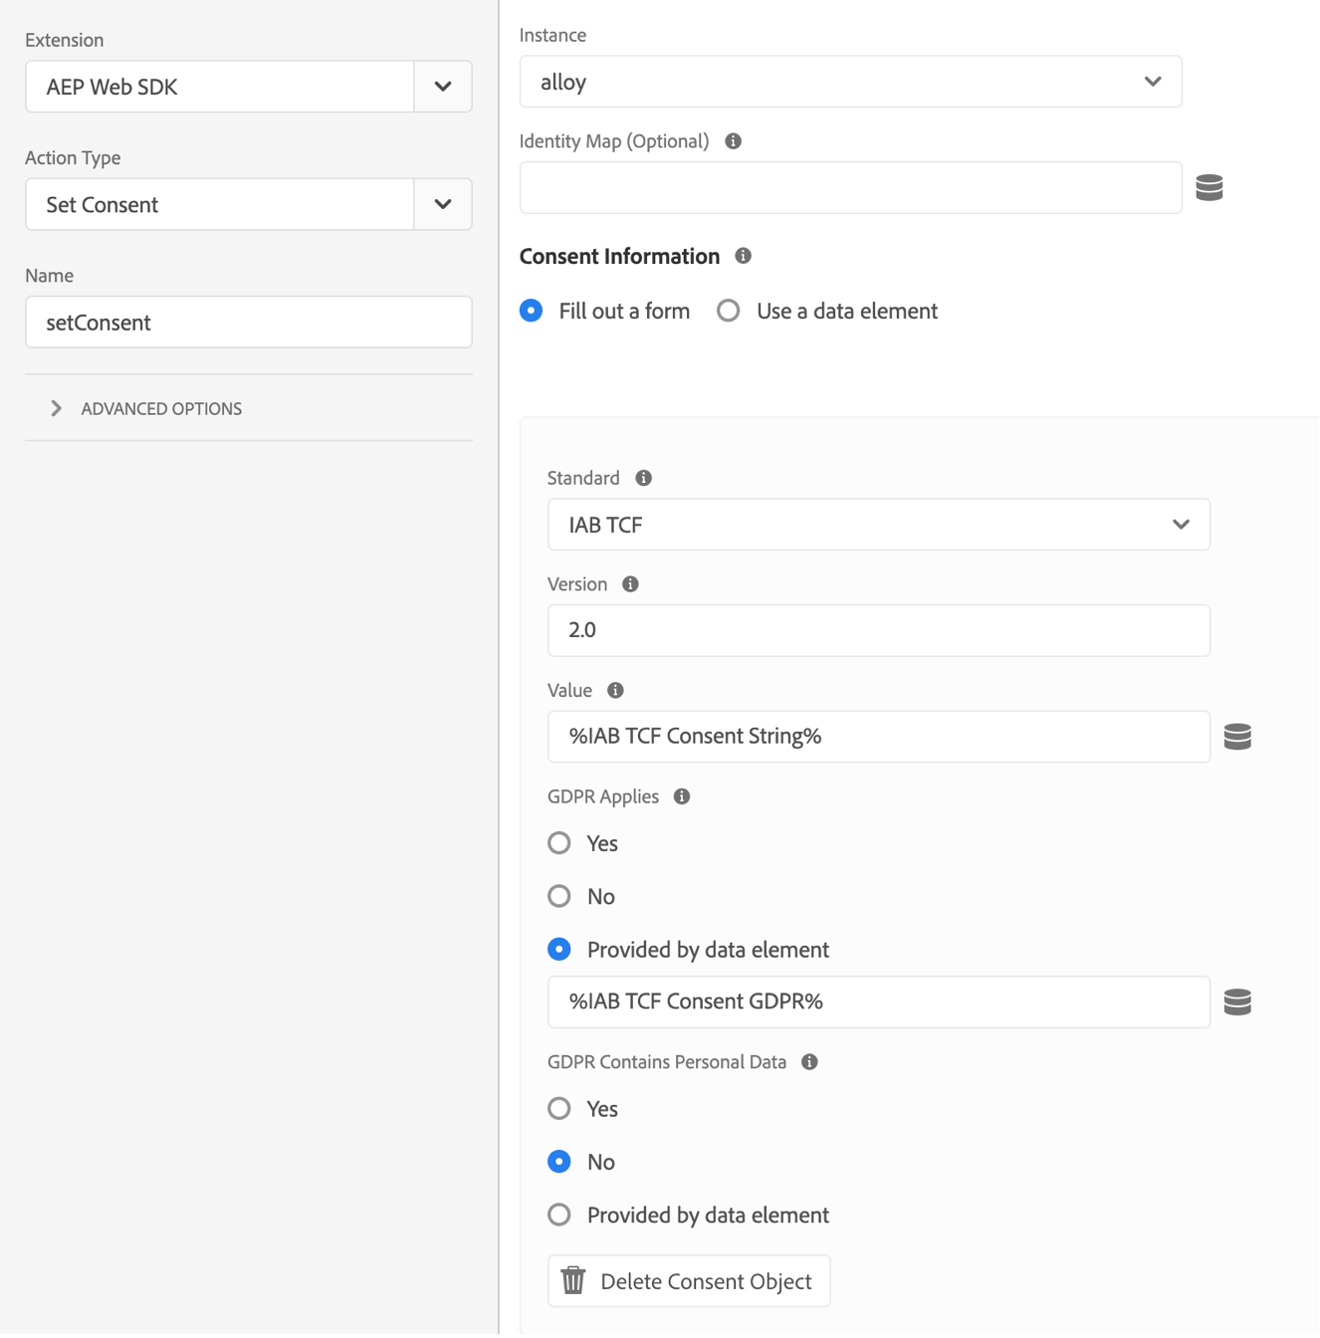 Extension
AEP Web SDK
Action Type
Set Consent
Name
setConsent
ADVANCED OPTIONS
Instance
alloy
Identity Map (Optional)
Consent Information
Fill out a form
Use a data element
Standard
IAB TCF
Version
2.0
Value
%IAB TCF Consent String%
GDPR Applies
Yes
No
Provided by data element
%IAB TCF Consent GDPR%
GDPR Contains Personal Data
Yes
No
Provided by data element
Delete Consent Object